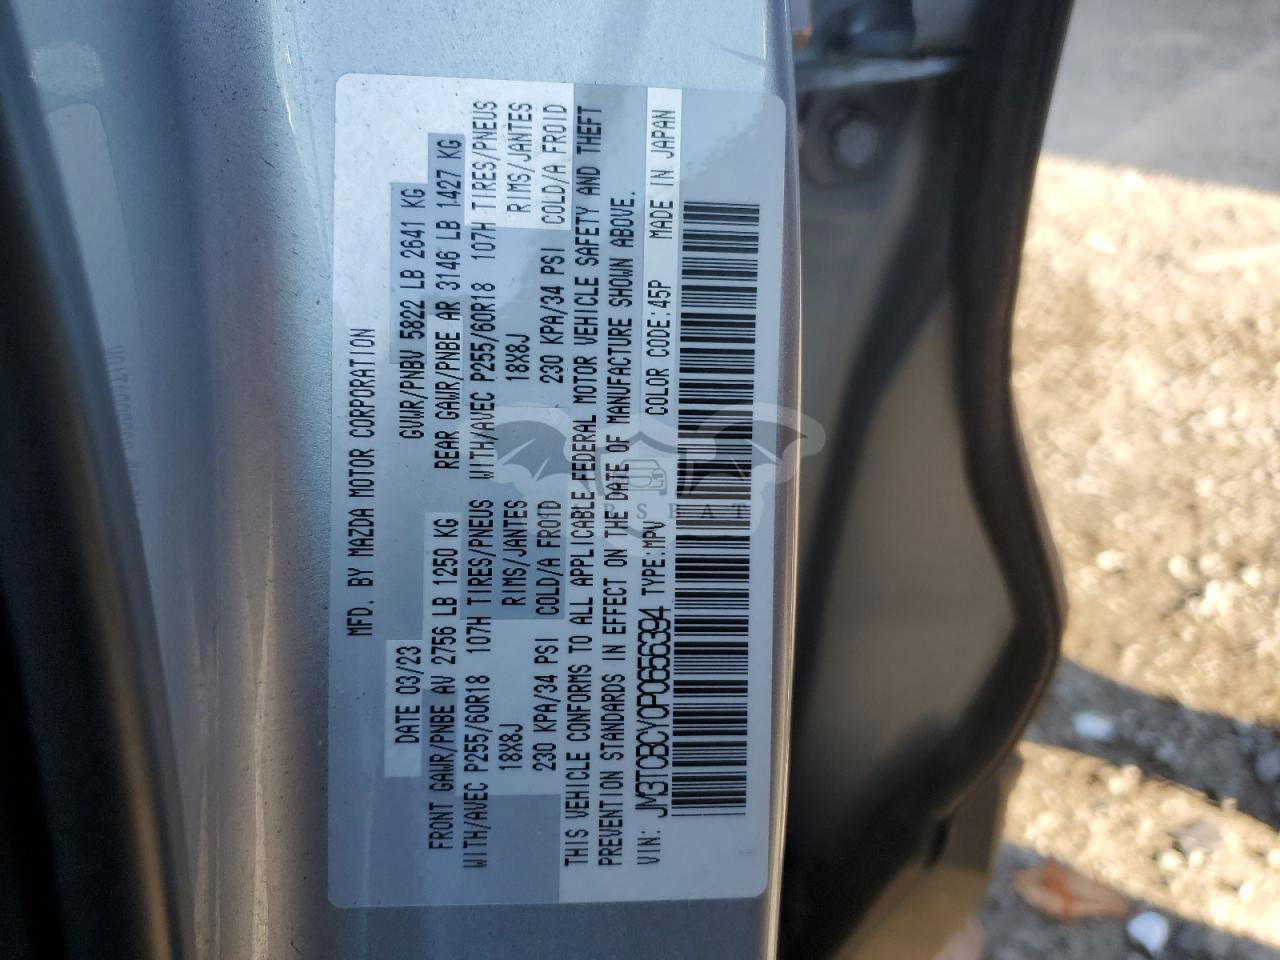 MFD. BY MAZDA MOTOR CORPORATION
DATE 03/23 GVWR/PNBV 5822 LB 2641 KG
FRONT GAWR/PNBE AV 2756 LB 1250 KG REAR GAWR/PNBE AR 3146 LB 1427 KG
WITH/AVEC P255/60R18 107H TIRES/PNEUS WITH/AVEC P255/60R18 107H TIRES/PNEUS
18X8J RIMS/JANTES 18X8J RIMS/JANTES
230 KPA/34 PSI COLD/A FROID 230 KPA/34 PSI COLD/A FROID
THIS VEHICLE CONFORMS TO ALL APPLICABLE FEDERAL MOTOR VEHICLE SAFETY AND THEFT
PREVENTION STANDARDS IN EFFECT ON THE DATE OF MANUFACTURE SHOWN ABOVE.
VIN: JM3TCBCY0P0656394 TYPE:MPV COLOR CODE:45P MADE IN JAPAN